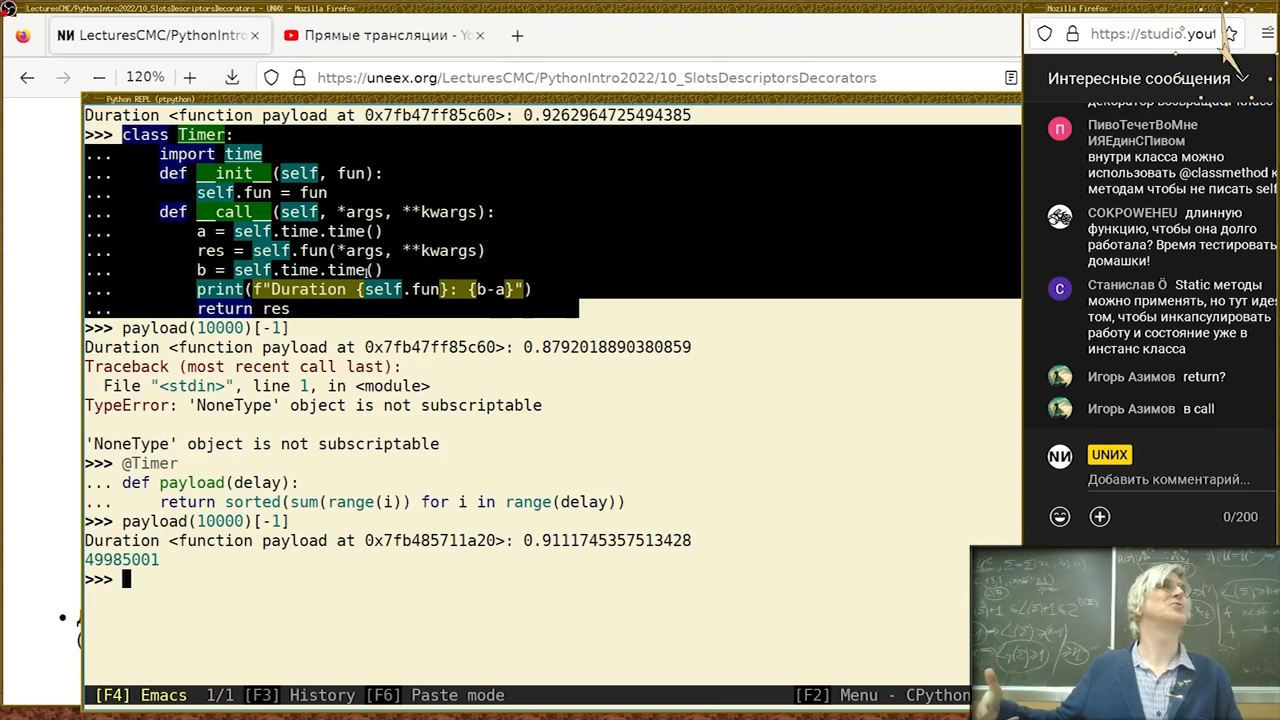 LecturesCMC/PythonIntro2022/10_SlotsDescriptorsDecorators - UNИX - Mozilla Firefox
LecturesCMC/PythonIntro
Прямые трансляции - Yo
120%
https://uneex.org/LecturesCMC/PythonIntro2022/10_SlotsDescriptorsDecorators
Python REPL (ptpython)
Duration <function payload at 0x7fb47ff85c60>: 0.9262964725494385
>>> class Timer:
...     import time
...     def __init__(self, fun):
...         self.fun = fun
...     def __call__(self, *args, **kwargs):
...         a = self.time.time()
...         res = self.fun(*args, **kwargs)
...         b = self.time.time()
...         print(f"Duration {self.fun}: {b-a}")
...         return res
>>> payload(10000)[-1]
Duration <function payload at 0x7fb47ff85c60>: 0.8792018890380859
Traceback (most recent call last):
  File "<stdin>", line 1, in <module>
TypeError: 'NoneType' object is not subscriptable
'NoneType' object is not subscriptable
>>> @Timer
... def payload(delay):
...     return sorted(sum(range(i)) for i in range(delay))
>>> payload(10000)[-1]
Duration <function payload at 0x7fb485711a20>: 0.9111745357513428
49985001
>>>
[F4] Emacs 1/1 [F3] History [F6] Paste mode
[F2] Menu - CPython
Mozilla Firefox
https://studio.yout
Интересные сообщения
декоратор возвращал класс
ПивоТечетВоМне
ИЯЕдинСПивом
внутри класса можно
использовать @classmethod к
методам чтобы не писать self
COKPOWEHEU длинную
функцию, чтобы она долго
работала? Время тестировать
домашки!
Станислав Ö Static методы
можно применять, но тут идея
том, чтобы инкапсулировать
работу и состояние уже в
инстанс класса
Игорь Азимов return?
Игорь Азимов в call
UNИX
Добавить комментарий...
0/200